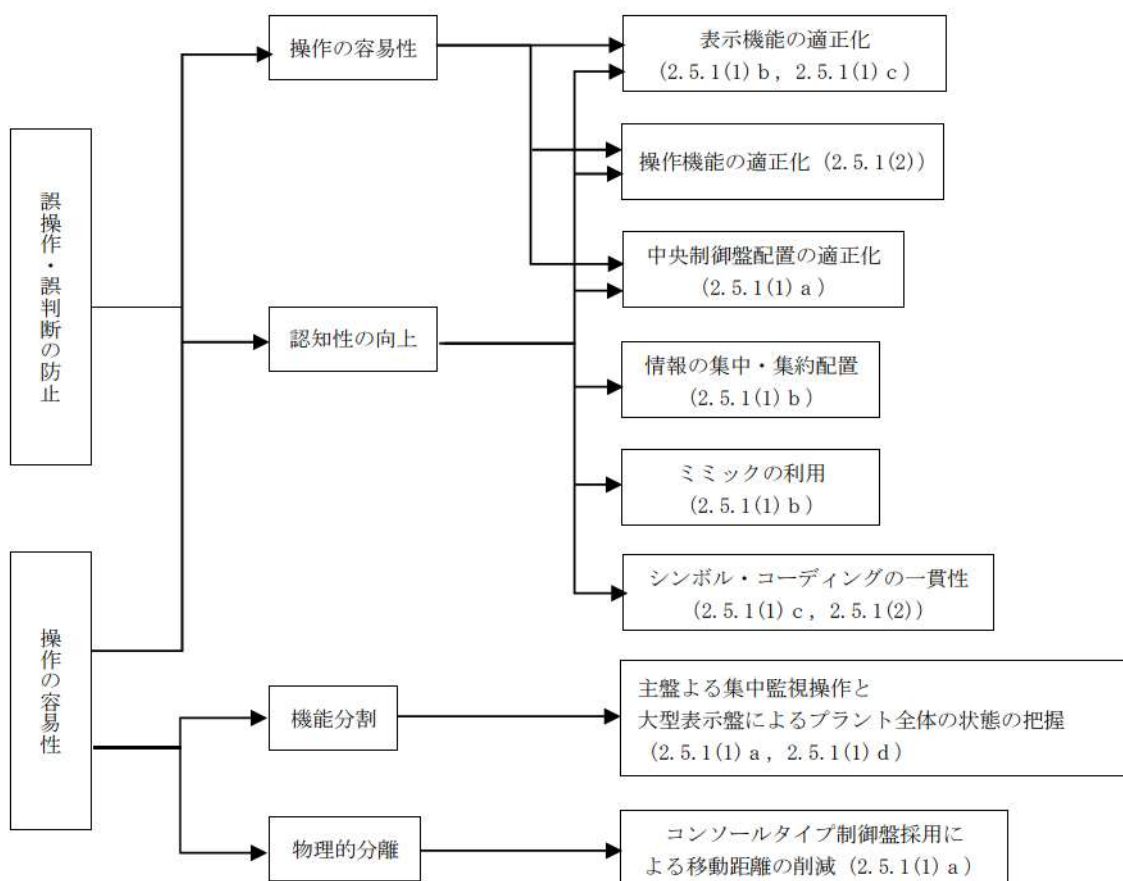 誤操作・誤判断の防止
操作の容易性
操作の容易性
認知性の向上
機能分割
物理的分離
表示機能の適正化
(2.5.1(1)b, 2.5.1(1)c)
操作機能の適正化 (2.5.1(2))
中央制御盤配置の適正化
(2.5.1(1)a)
情報の集中・集約配置
(2.5.1(1)b)
ミミックの利用
(2.5.1(1)b)
シンボル・コーディングの一貫性
(2.5.1(1)c, 2.5.1(2))
主盤よる集中監視操作と
大型表示盤によるプラント全体の状態の把握
(2.5.1(1)a, 2.5.1(1)d)
コンソールタイプ制御盤採用に
よる移動距離の削減 (2.5.1(1)a)